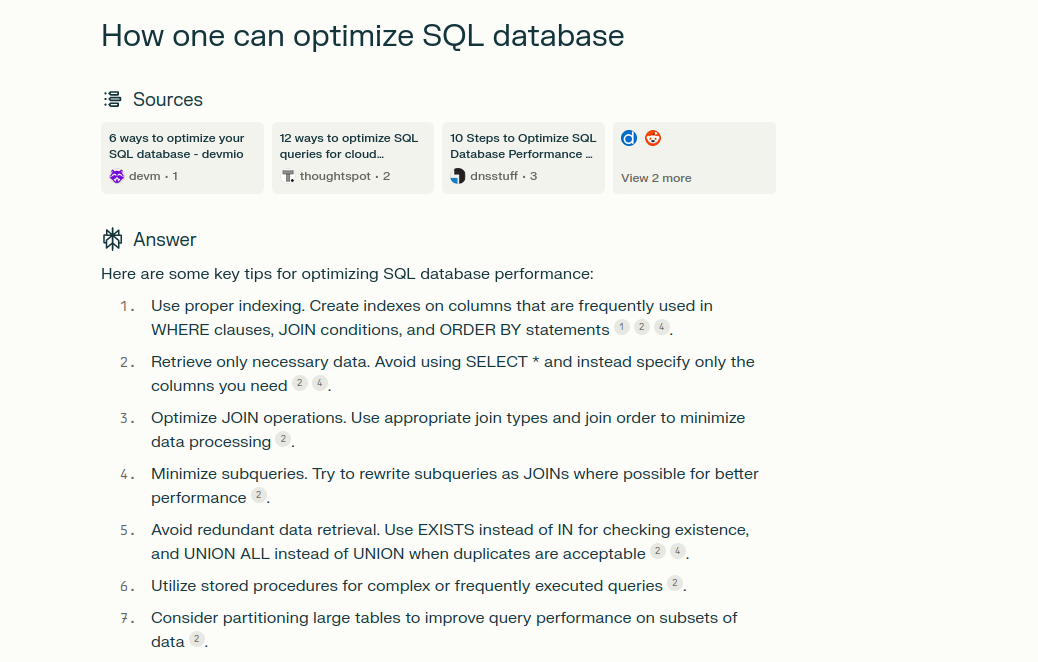 How one can optimize SQL database
Sources
6 ways to optimize your
SQL database - devmio
devm · 1
12 ways to optimize SQL
queries for cloud...
thoughtspot · 2
10 Steps to Optimize SQL
Database Performance ...
dnsstuff · 3
View 2 more
Answer
Here are some key tips for optimizing SQL database performance:
1. Use proper indexing. Create indexes on columns that are frequently used in
WHERE clauses, JOIN conditions, and ORDER BY statements 1 2 4.
2. Retrieve only necessary data. Avoid using SELECT * and instead specify only the
columns you need 2 4.
3. Optimize JOIN operations. Use appropriate join types and join order to minimize
data processing 2.
4. Minimize subqueries. Try to rewrite subqueries as JOINs where possible for better
performance 2.
5. Avoid redundant data retrieval. Use EXISTS instead of IN for checking existence,
and UNION ALL instead of UNION when duplicates are acceptable 2 4.
6. Utilize stored procedures for complex or frequently executed queries 2.
7. Consider partitioning large tables to improve query performance on subsets of
data 2.